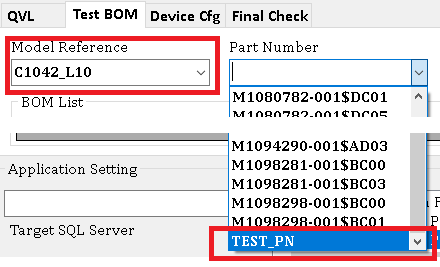 QVL Test BOM Device Cfg Final Check
Model Reference Part Number
C1042_L10
M1080782-001$DC01
M1080782-001$DC05
BOM List
M1094290-001$AD03
M1098281-001$BC00
M1098281-001$BC03
M1098298-001$BC00
M1098298-001$BC01
TEST_PN
Application Setting
Target SQL Server